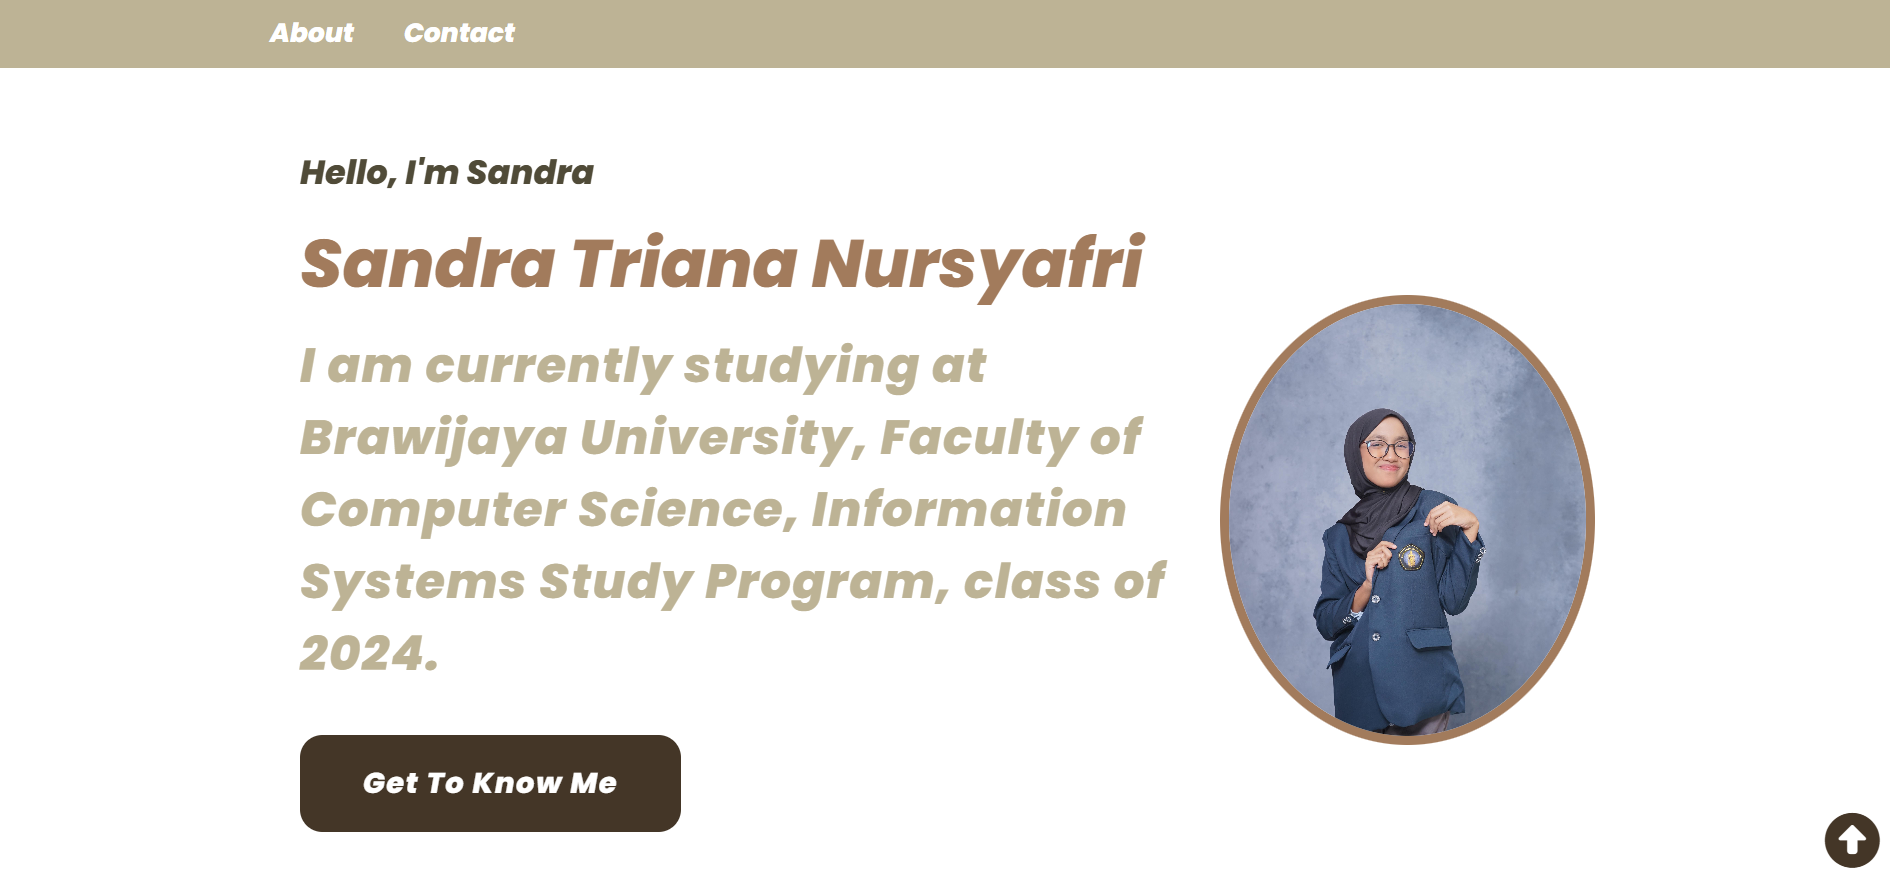 About Contact
Hello, I'm Sandra
Sandra Triana Nursyafri
I am currently studying at
Brawijaya University, Faculty of
Computer Science, Information
Systems Study Program, class of
2024.
Get To Know Me